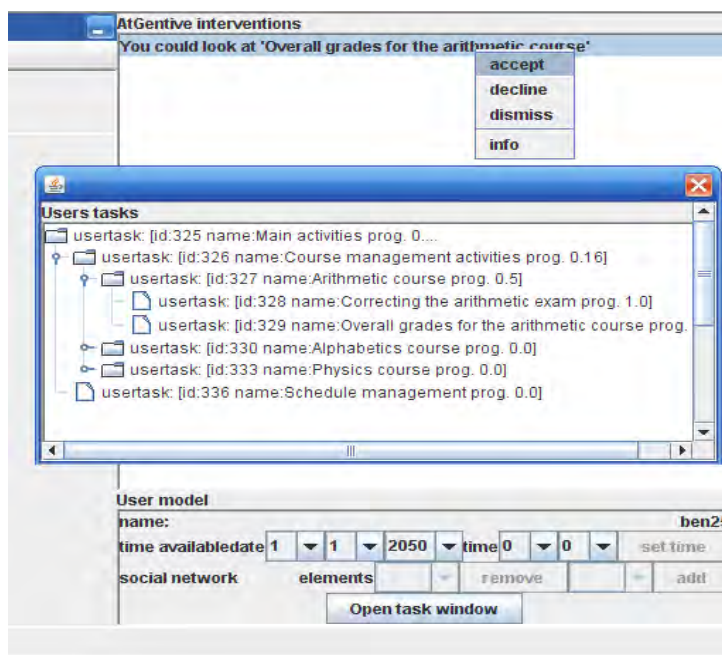 AtGentive interventions
You could look at 'Overall grades for the arithmetic course'
accept
decline
dismiss
info
Users tasks
usertask: [id:325 name:Main activities prog. 0....
usertask: [id:326 name:Course management activities prog. 0.16]
usertask: [id:327 name:Arithmetic course prog. 0.5]
usertask: [id:328 name:Correcting the arithmetic exam prog. 1.0]
usertask: [id:329 name:Overall grades for the arithmetic course prog.
usertask: [id:330 name:Alphabetics course prog. 0.0]
usertask: [id:333 name:Physics course prog. 0.0]
usertask: [id:336 name:Schedule management prog. 0.0]
User model
name: ben25
time availabledate 1 1 2050 time 0 0 set time
social network elements remove add
Open task window